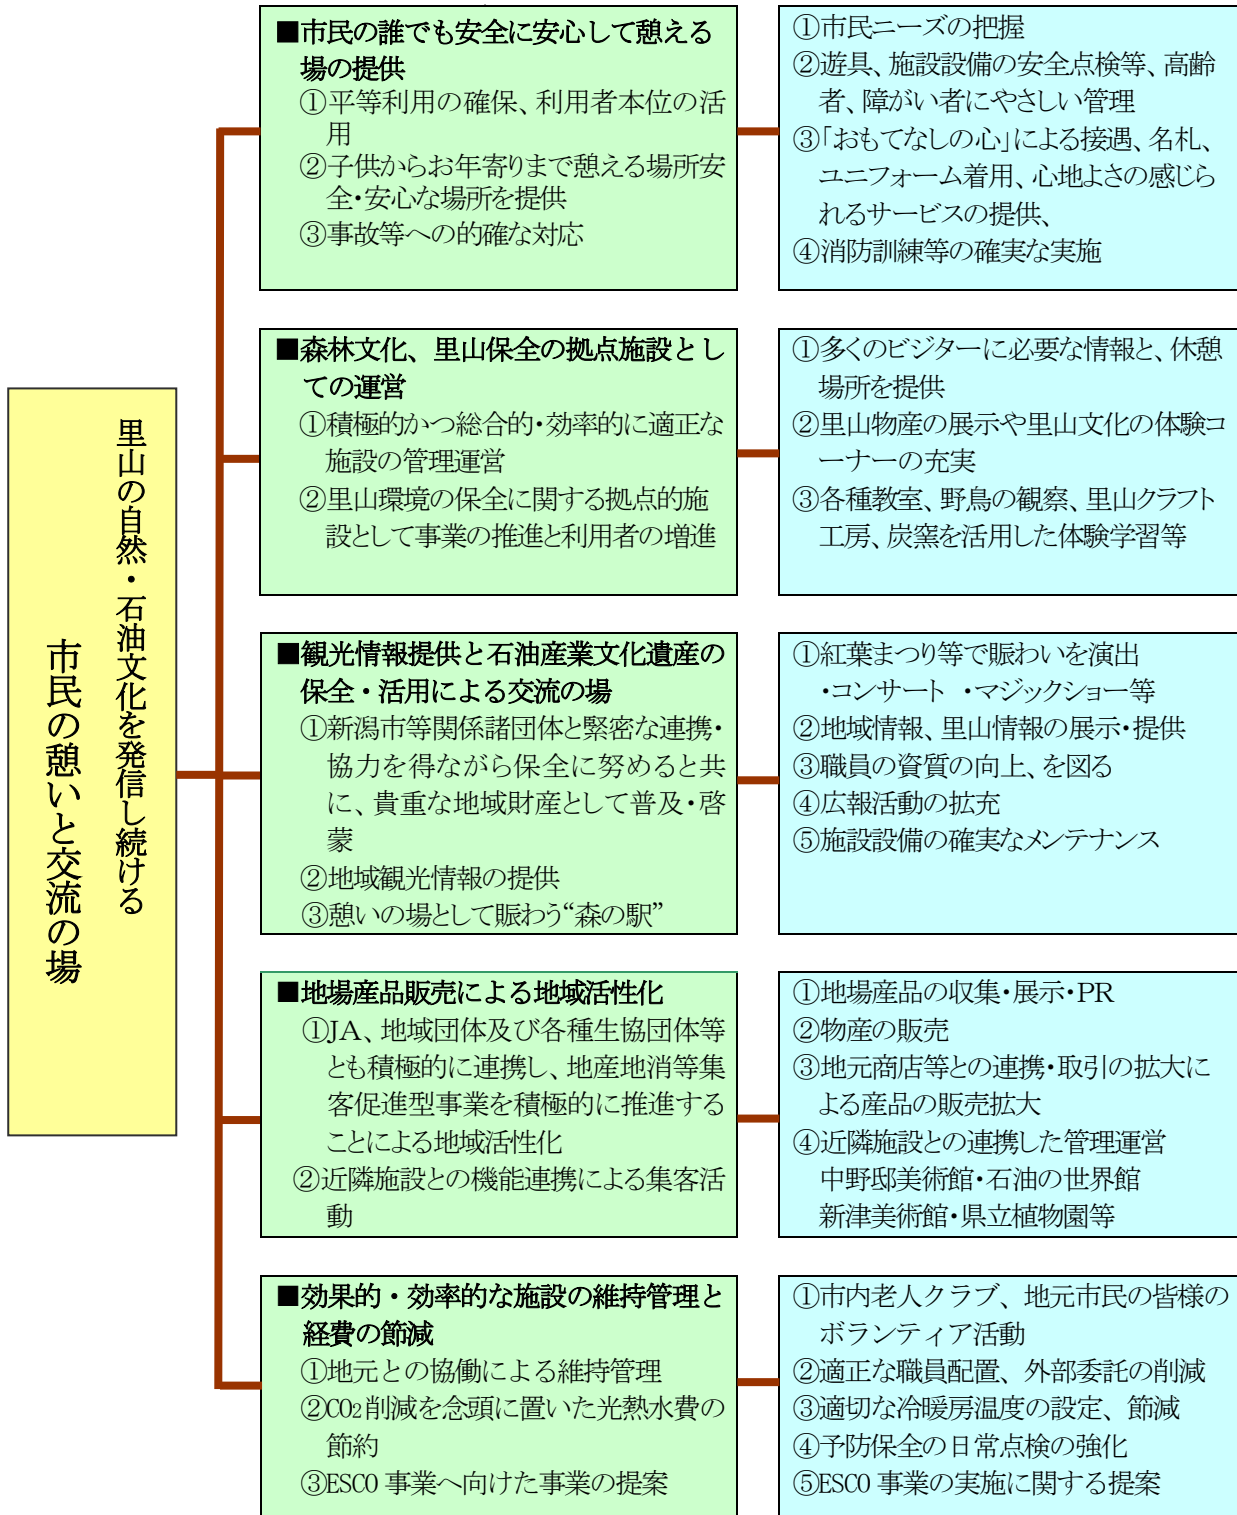 里山の自然・石油文化を発信し続ける
市民の憩いと交流の場
■市民の誰でも安全に安心して憩える
場の提供
①平等利用の確保、利用者本位の活
用
②子供からお年寄りまで憩える場所安
全・安心な場所を提供
③事故等への的確な対応
①市民ニーズの把握
②遊具、施設設備の安全点検等、高齢
者、障がい者にやさしい管理
③「おもてなしの心」による接遇、名札、
ユニフォーム着用、心地よさの感じら
れるサービスの提供、
④消防訓練等の確実な実施
■森林文化、里山保全の拠点施設とし
ての運営
①積極的かつ総合的・効率的に適正な
施設の管理運営
②里山環境の保全に関する拠点的施
設として事業の推進と利用者の増進
①多くのビジターに必要な情報と、休憩
場所を提供
②里山物産の展示や里山文化の体験コ
ーナーの充実
③各種教室、野鳥の観察、里山クラフト
工房、炭窯を活用した体験学習等
■観光情報提供と石油産業文化遺産の
保全・活用による交流の場
①新潟市等関係諸団体と緊密な連携・
協力を得ながら保全に努めると共
に、貴重な地域財産として普及・啓
蒙
②地域観光情報の提供
③憩いの場として賑わう“森の駅”
①紅葉まつり等で賑わいを演出
・コンサート ・マジックショー等
②地域情報、里山情報の展示・提供
③職員の資質の向上、を図る
④広報活動の拡充
⑤施設設備の確実なメンテナンス
■地場産品販売による地域活性化
①JA、地域団体及び各種生協団体等
とも積極的に連携し、地産地消等集
客促進型事業を積極的に推進する
ことによる地域活性化
②近隣施設との機能連携による集客活
動
①地場産品の収集・展示・PR
②物産の販売
③地元商店等との連携・取引の拡大に
よる産品の販売拡大
④近隣施設との連携した管理運営
中野邸美術館・石油の世界館
新津美術館・県立植物園等
■効果的・効率的な施設の維持管理と
経費の節減
①地元との協働による維持管理
②CO2削減を念頭に置いた光熱水費の
節約
③ESCO 事業へ向けた事業の提案
①市内老人クラブ、地元市民の皆様の
ボランティア活動
②適正な職員配置、外部委託の削減
③適切な冷暖房温度の設定、節減
④予防保全の日常点検の強化
⑤ESCO 事業の実施に関する提案